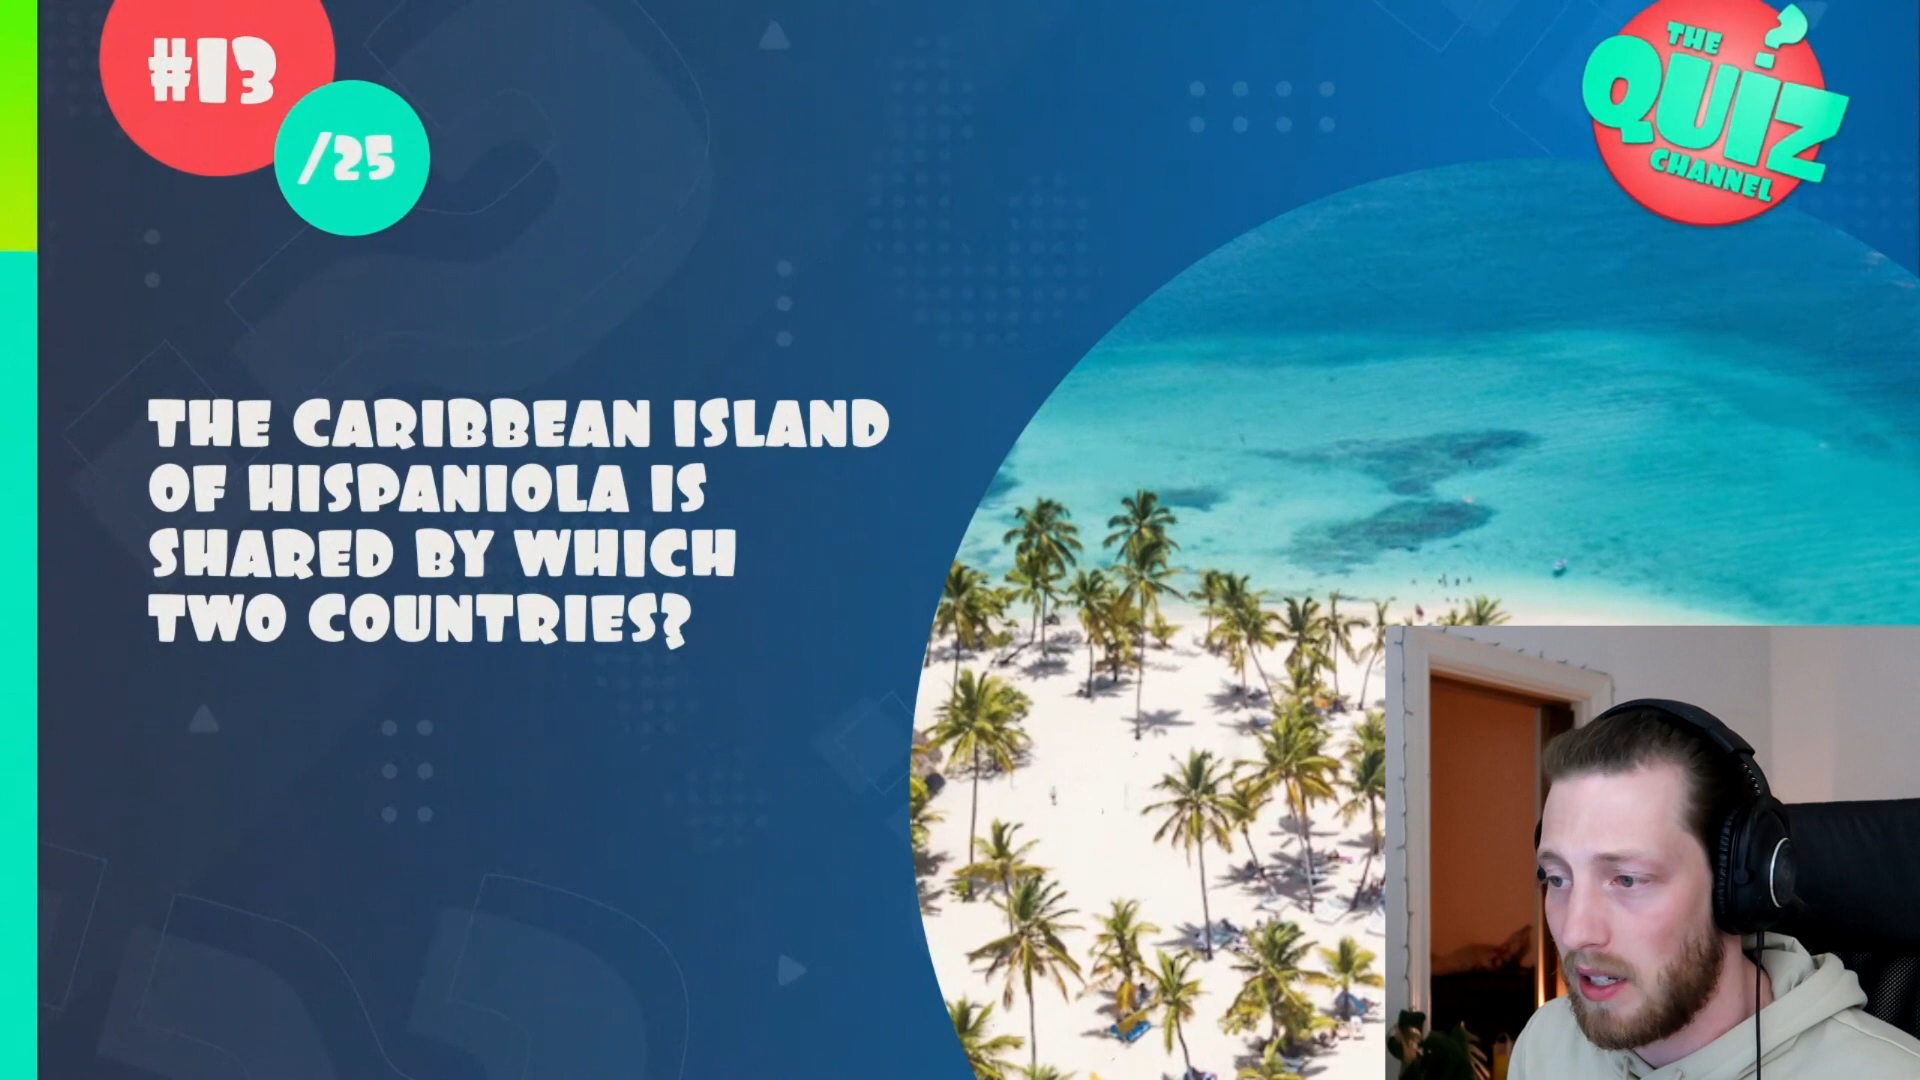 #13
/25
THE
QUIZ
CHANNEL
THE CARIBBEAN ISLAND
OF HISPANIOLA IS
SHARED BY WHICH
TWO COUNTRIES?